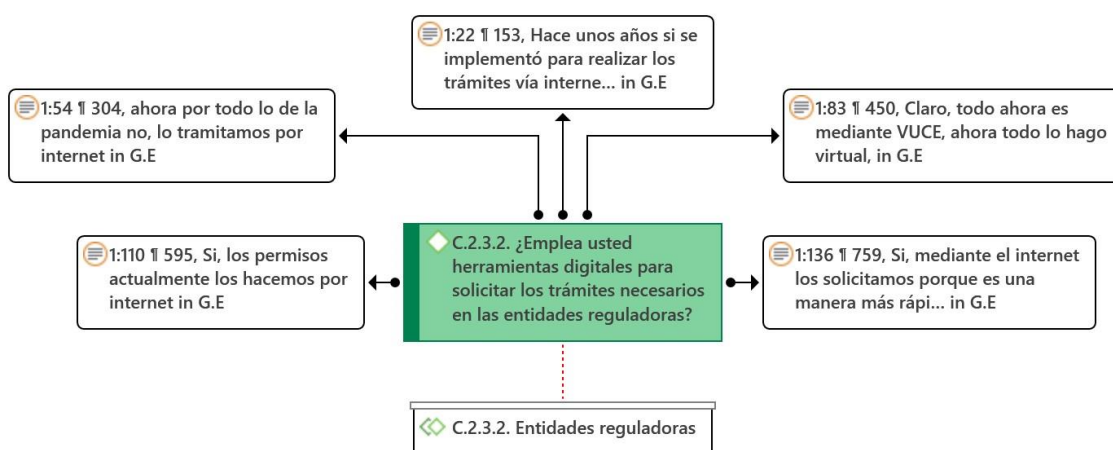 1:22 ¶ 153, Hace unos años si se
implementó para realizar los
trámites vía interne... in G.E
1:54 ¶ 304, ahora por todo lo de la
pandemia no, lo tramitamos por
internet in G.E
1:83 ¶ 450, Claro, todo ahora es
mediante VUCE, ahora todo lo hago
virtual, in G.E
1:110 ¶ 595, Si, los permisos
actualmente los hacemos por
internet in G.E
C.2.3.2. ¿Emplea usted
herramientas digitales para
solicitar los trámites necesarios
en las entidades reguladoras?
1:136 ¶ 759, Si, mediante el internet
los solicitamos porque es una
manera más rápi... in G.E
C.2.3.2. Entidades reguladoras